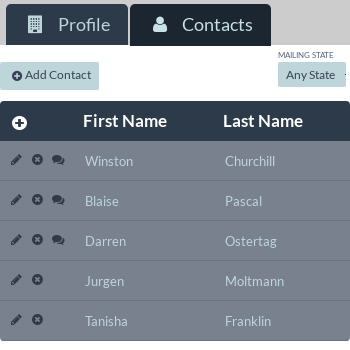 Profile
Contacts
MAILING STATE
Add Contact
Any State
First Name
Last Name
Winston
Churchill
Blaise
Pascal
Darren
Ostertag
Jurgen
Moltmann
Tanisha
Franklin